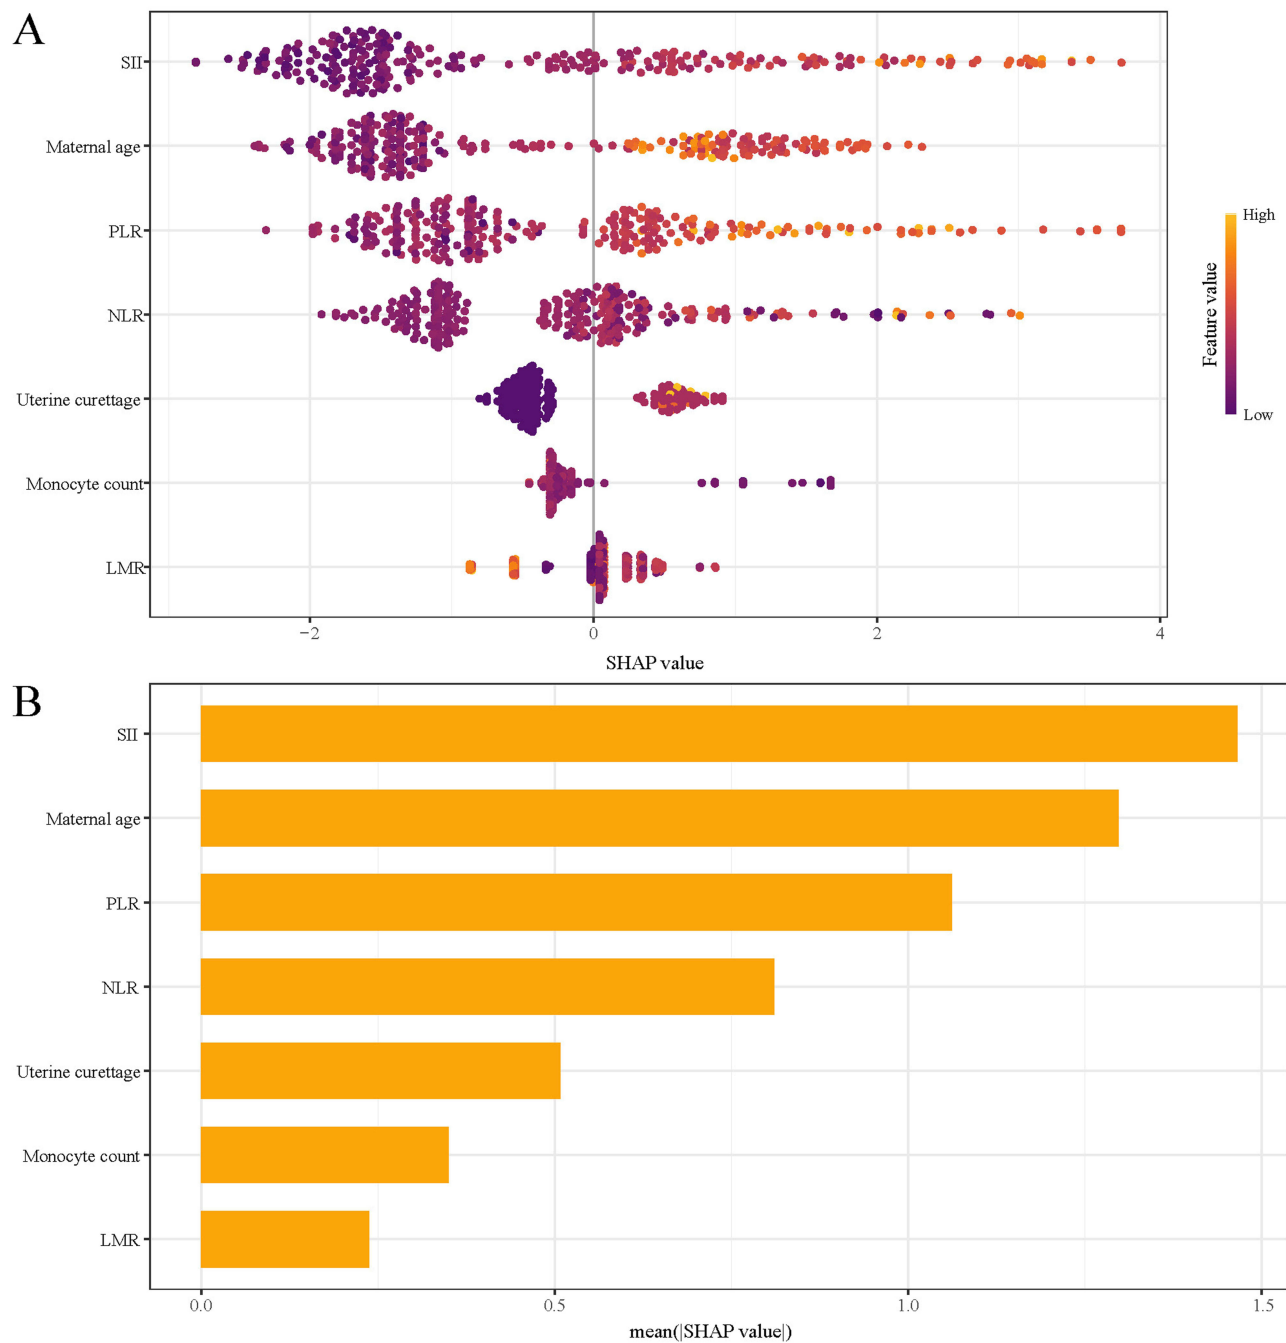 A
SII
Maternal age
PLR
NLR
Uterine curettage
Monocyte count
LMR
−2
0
2
4
SHAP value
High
Feature value
Low
B
SII
Maternal age
PLR
NLR
Uterine curettage
Monocyte count
LMR
0.0
0.5
1.0
1.5
mean(|SHAP value|)